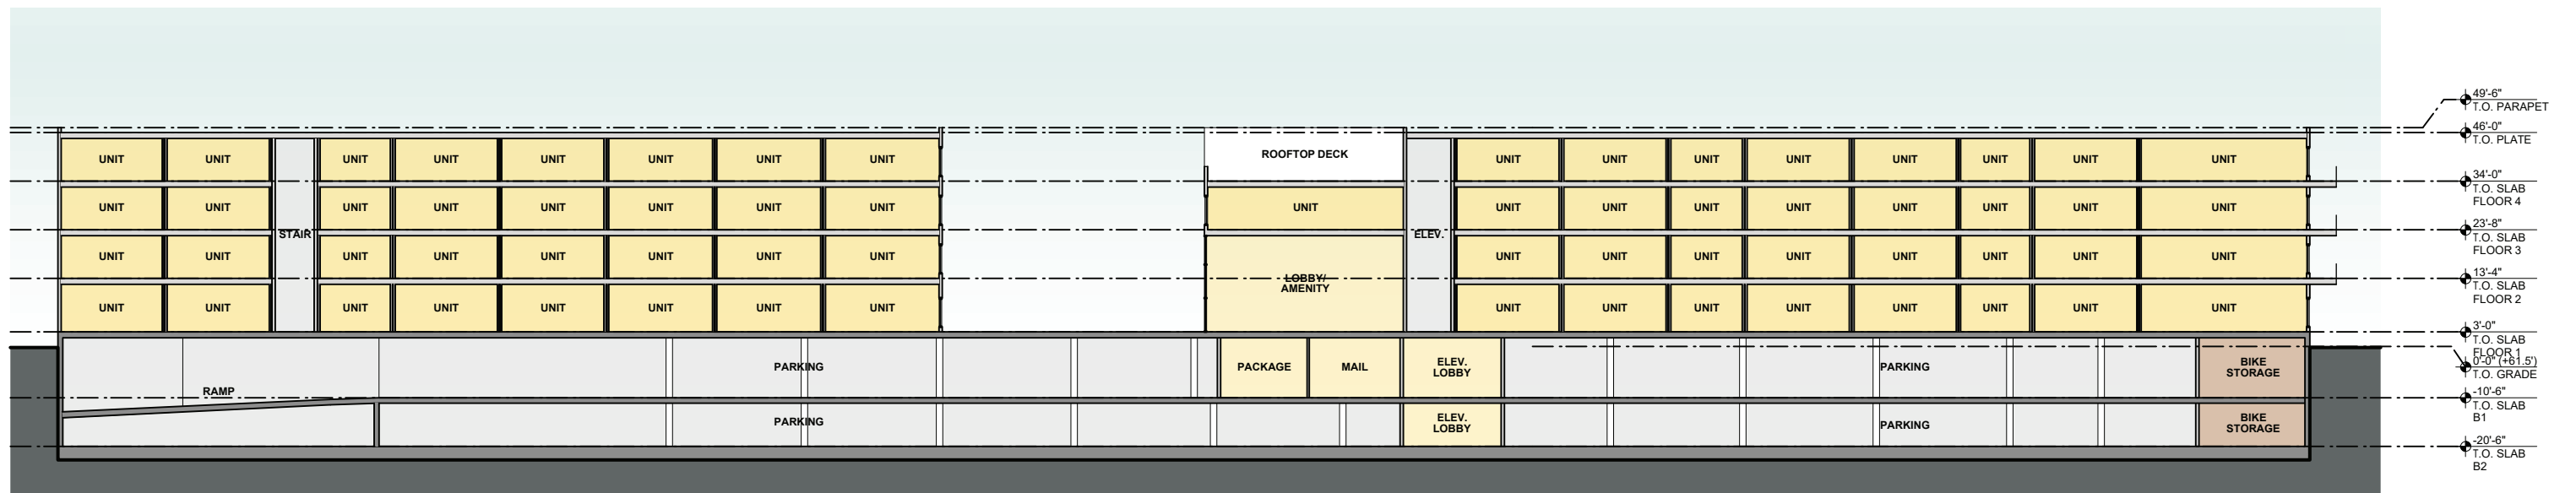 49'-6"
T.O. PARAPET
46'-0"
T.O. PLATE
ROOFTOP DECK
UNIT UNIT UNIT UNIT UNIT UNIT UNIT UNIT UNIT UNIT UNIT UNIT UNIT UNIT UNIT UNIT
34'-0"
T.O. SLAB
FLOOR 4
UNIT UNIT UNIT UNIT UNIT UNIT UNIT UNIT UNIT UNIT UNIT UNIT UNIT UNIT UNIT UNIT UNIT
23'-8"
T.O. SLAB
FLOOR 3
STAIR
ELEV.
UNIT UNIT UNIT UNIT UNIT UNIT UNIT UNIT UNIT UNIT UNIT UNIT UNIT UNIT UNIT UNIT
LOBBY/
AMENITY
13'-4"
T.O. SLAB
FLOOR 2
UNIT UNIT UNIT UNIT UNIT UNIT UNIT UNIT UNIT UNIT UNIT UNIT UNIT UNIT UNIT UNIT
3'-0"
T.O. SLAB
FLOOR 1
0'-0" (+61.5')
T.O. GRADE
PARKING
PACKAGE
MAIL
ELEV.
LOBBY
PARKING
BIKE
STORAGE
RAMP
-10'-6"
T.O. SLAB
B1
PARKING
ELEV.
LOBBY
PARKING
BIKE
STORAGE
-20'-6"
T.O. SLAB
B2